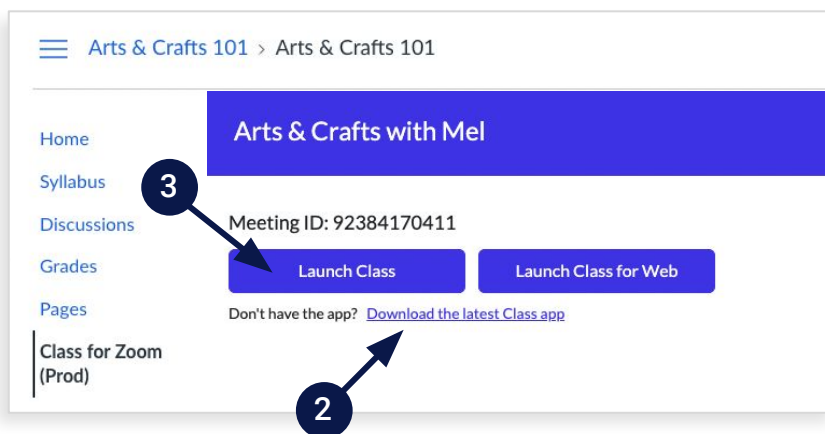 Arts & Crafts 101 > Arts & Crafts 101
Home
Syllabus
Discussions
Grades
Pages
Class for Zoom
(Prod)
Arts & Crafts with Mel
3
Meeting ID: 92384170411
Launch Class Launch Class for Web
Don't have the app? Download the latest Class app
2